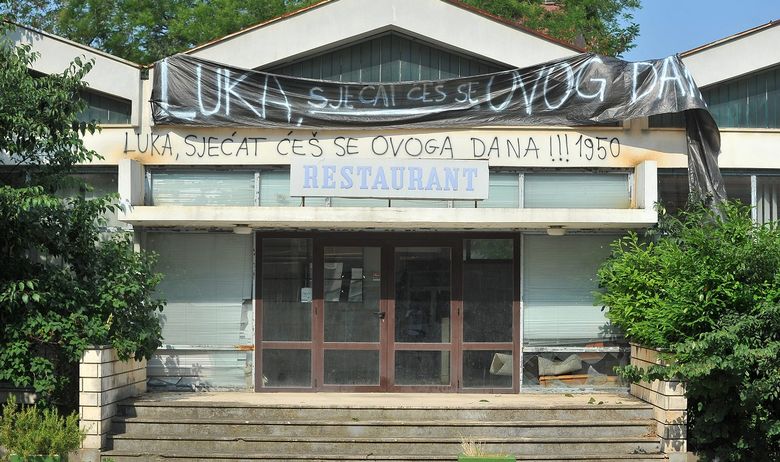 LUKA, SJEĆAT ĆEŠ SE OVOG DANA
LUKA, SJEĆAT ĆEŠ SE OVOGA DANA !!! 1950
RESTAURANT